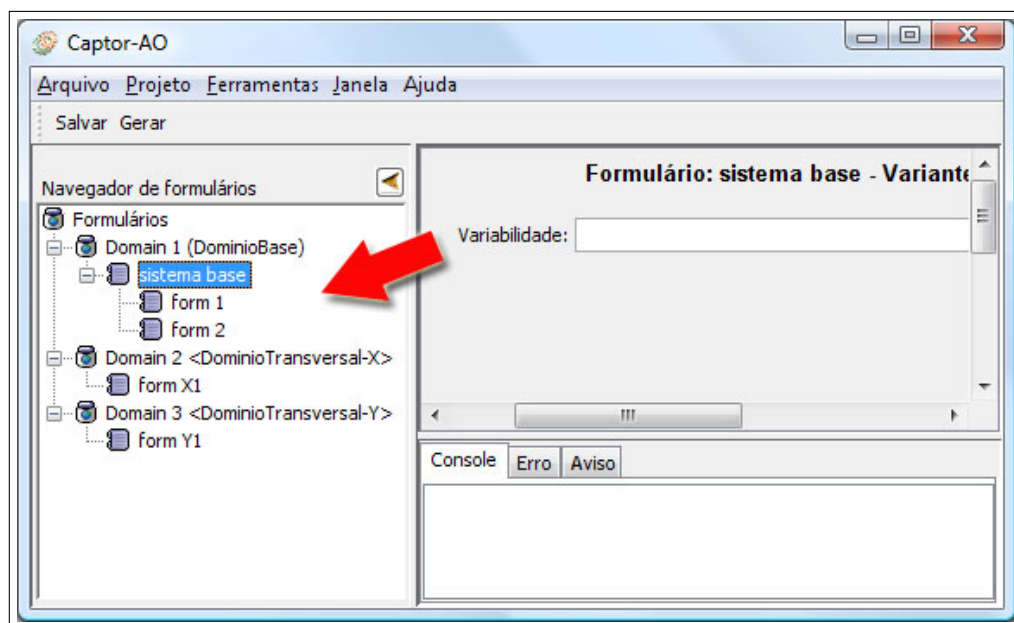 Captor-AO
Arquivo Projeto Ferramentas Janela Ajuda
Salvar Gerar
Navegador de formulários
Formulários
Domain 1 (DominioBase)
sistema base
form 1
form 2
Domain 2 <DominioTransversal-X>
form X1
Domain 3 <DominioTransversal-Y>
form Y1
Formulário: sistema base - Variante
Variabilidade:
Console Erro Aviso